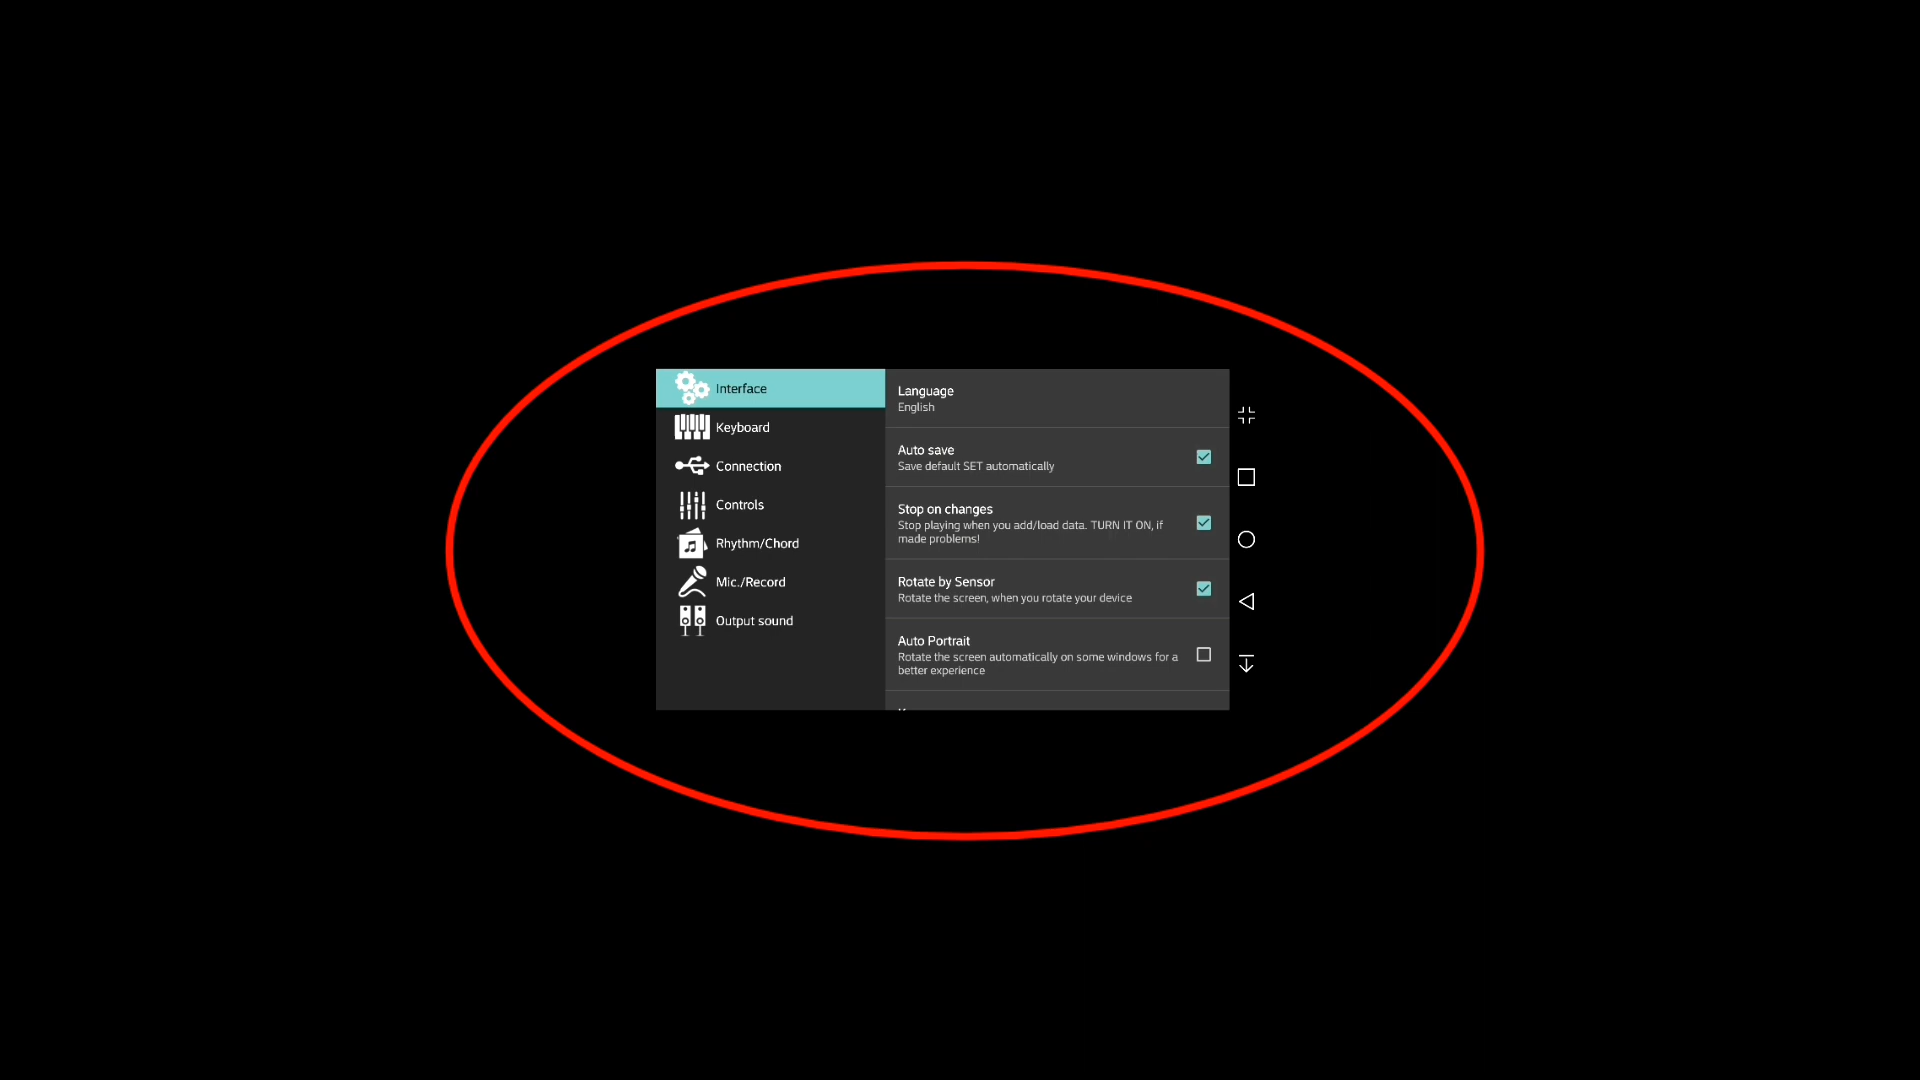 Interface
Keyboard
Connection
Controls
Rhythm/Chord
Mic./Record
Output sound
Language
English
Auto save
Save default SET automatically
Stop on changes
Stop playing when you add/load data. TURN IT ON, if
made problems!
Rotate by Sensor
Rotate the screen, when you rotate your device
Auto Portrait
Rotate the screen automatically on some windows for a
better experience